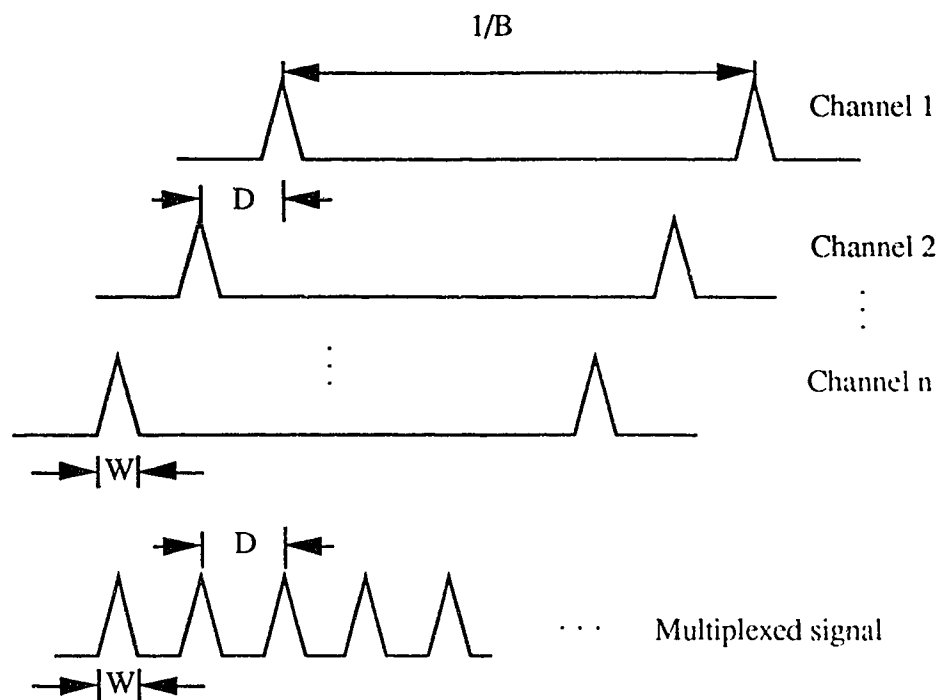 1/B
Channel 1
D
Channel 2
⋮
⋮
Channel n
W
D
· · · Multiplexed signal
W